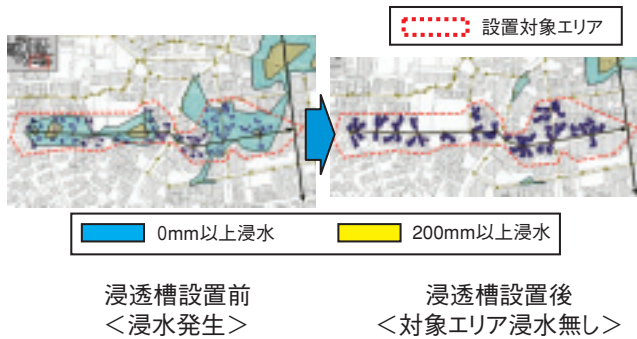 設置対象エリア
0mm以上浸水
200mm以上浸水
浸透槽設置前
＜浸水発生＞
浸透槽設置後
＜対象エリア浸水無し＞